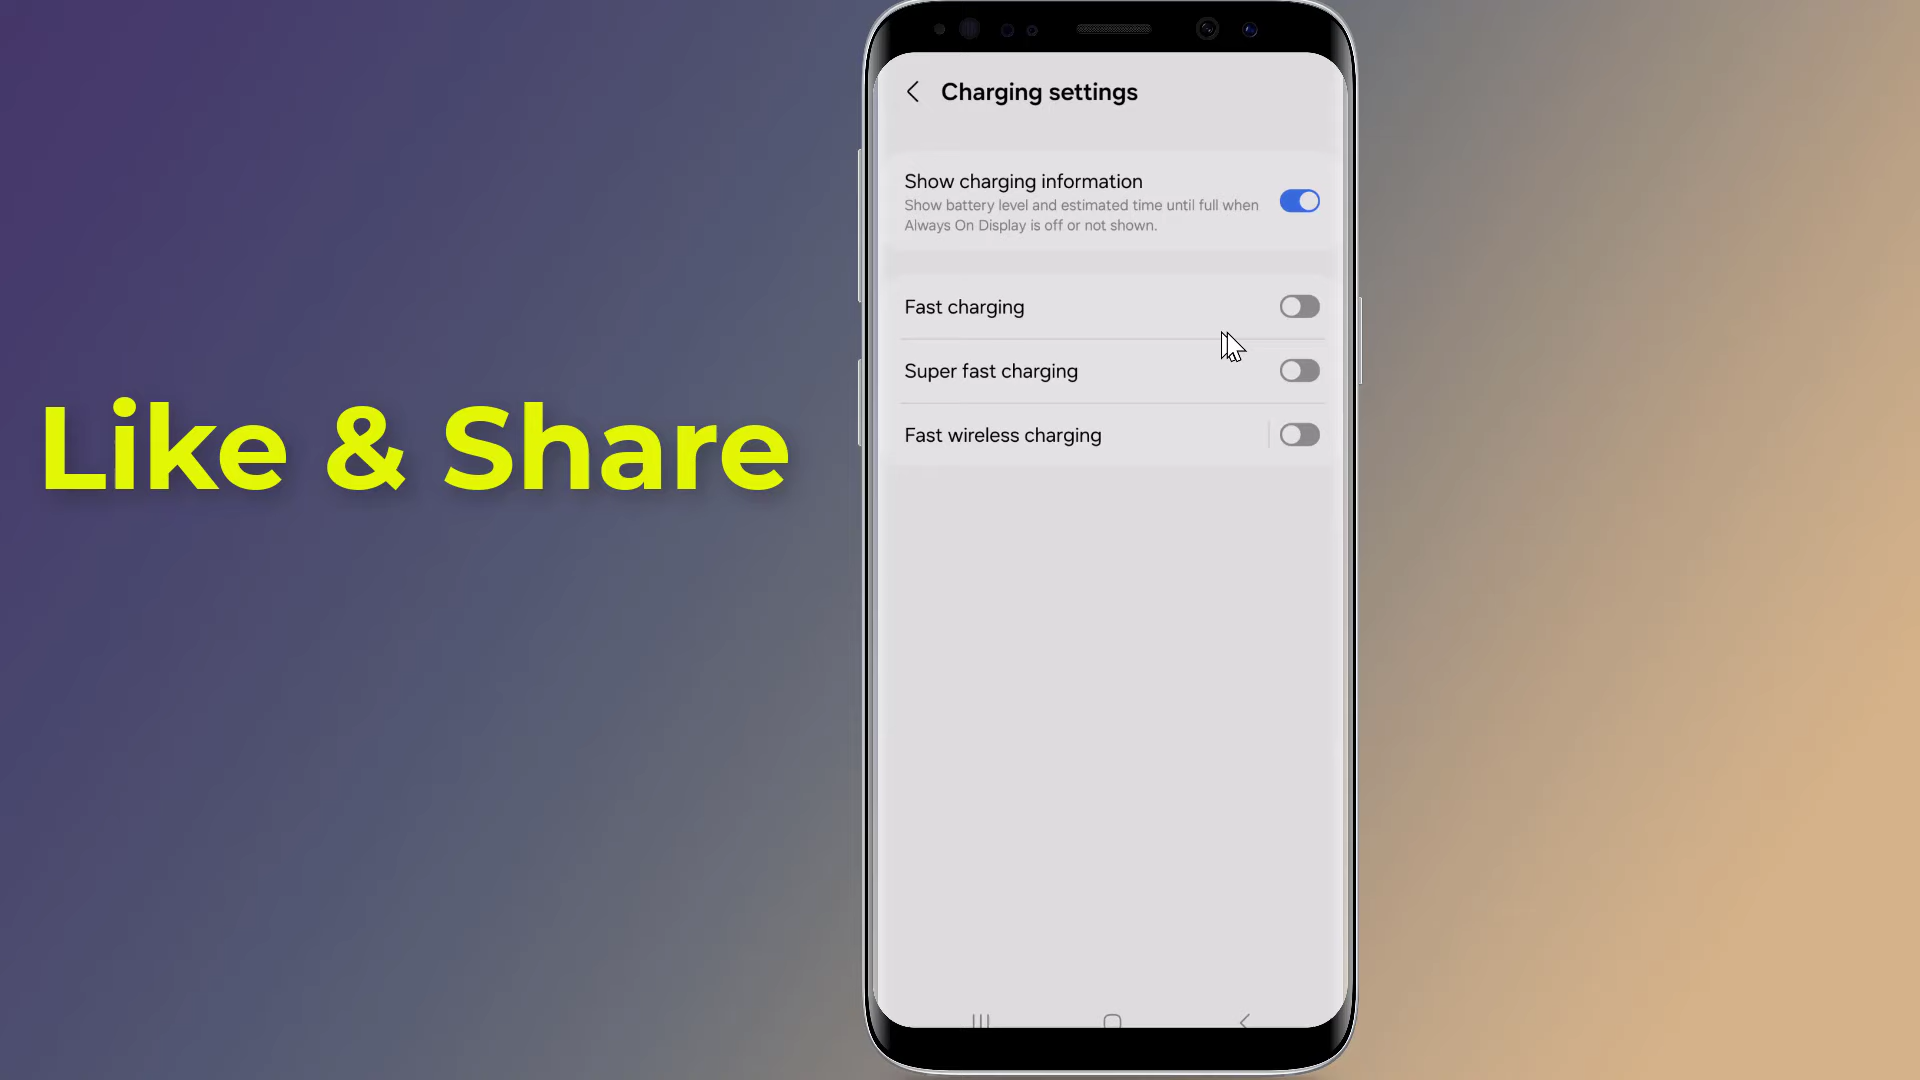 Like & Share
Charging settings
Show charging information
Show battery level and estimated time until full when
Always On Display is off or not shown.
Fast charging
Super fast charging
Fast wireless charging